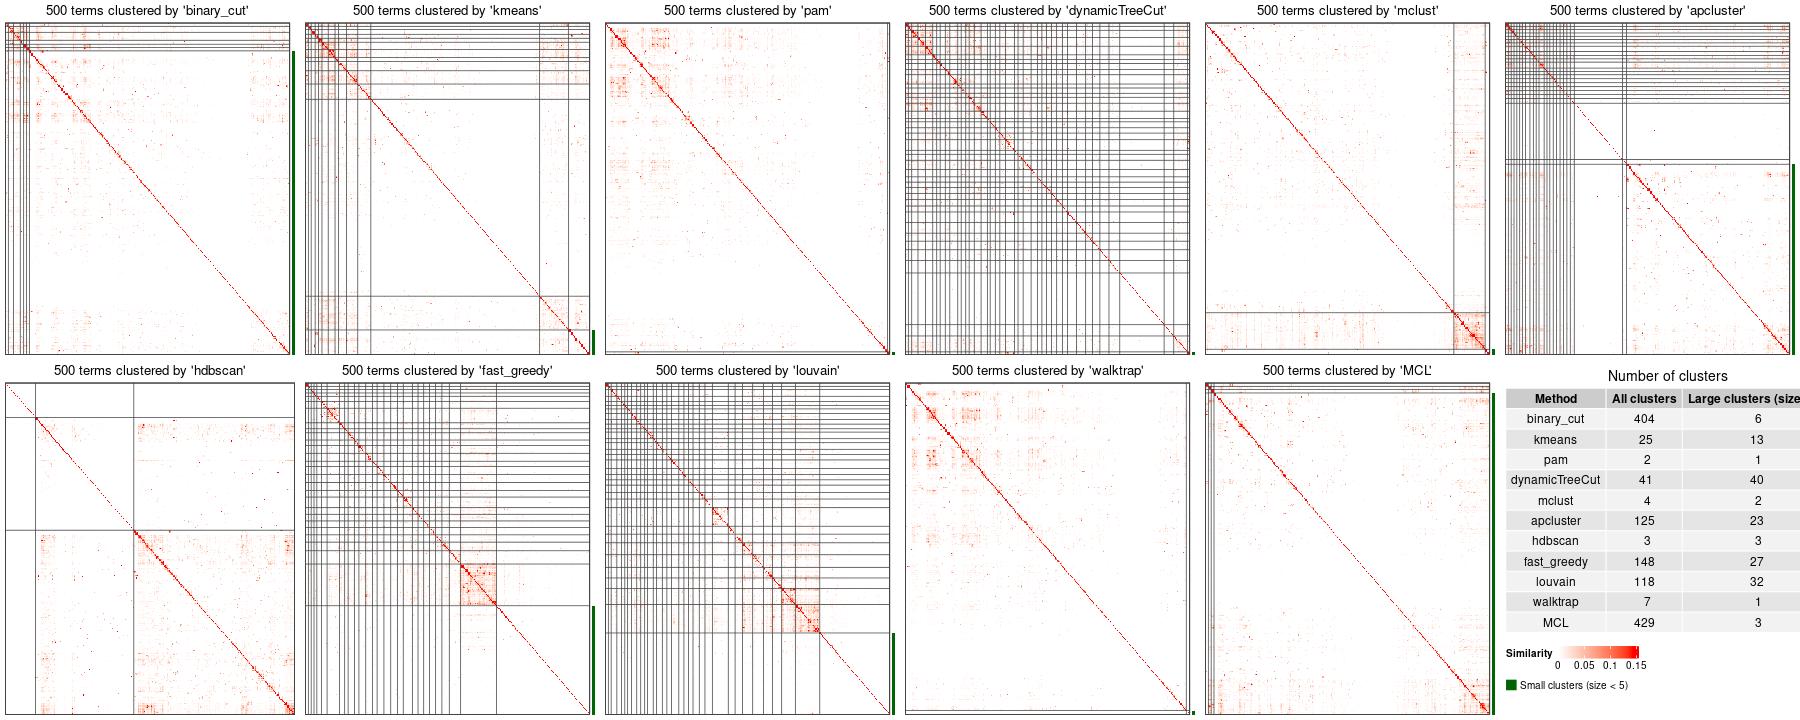 500 terms clustered by 'binary_cut'
500 terms clustered by 'kmeans'
500 terms clustered by 'pam'
500 terms clustered by 'dynamicTreeCut'
500 terms clustered by 'mclust'
500 terms clustered by 'apcluster'
500 terms clustered by 'hdbscan'
500 terms clustered by 'fast_greedy'
500 terms clustered by 'louvain'
500 terms clustered by 'walktrap'
500 terms clustered by 'MCL'
Number of clusters
Method All clusters Large clusters (size
binary_cut 404 6
kmeans 25 13
pam 2 1
dynamicTreeCut 41 40
mclust 4 2
apcluster 125 23
hdbscan 3 3
fast_greedy 148 27
louvain 118 32
walktrap 7 1
MCL 429 3
Similarity
0 0.05 0.1 0.15
Small clusters (size < 5)